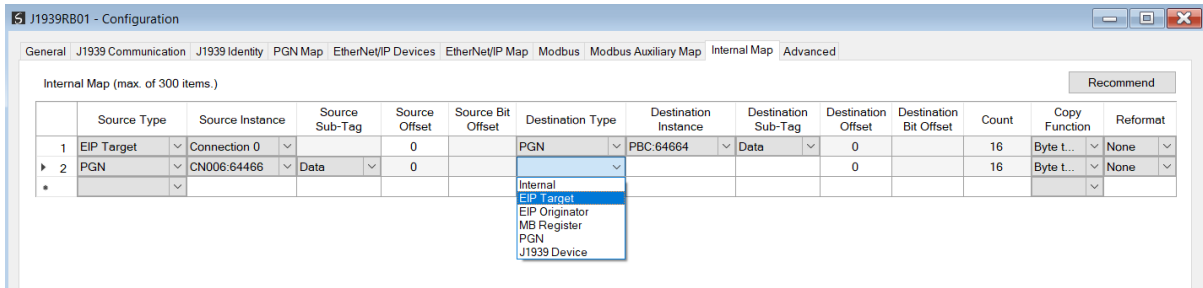 J1939RB01 - Configuration
General J1939 Communication J1939 Identity PGN Map EtherNet/IP Devices EtherNet/IP Map Modbus Modbus Auxiliary Map Internal Map Advanced
Internal Map (max. of 300 items.) Recommend
Source Type Source Instance Source Sub-Tag Source Offset Source Bit Offset Destination Type Destination Instance Destination Sub-Tag Destination Offset Destination Bit Offset Count Copy Function Reformat
1 EIP Target Connection 0 0 PGN PBC:64664 Data 0 16 Byte t... None
2 PGN CN006:64466 Data 0 0 16 Byte t... None
Internal
EIP Target
EIP Originator
MB Register
PGN
J1939 Device